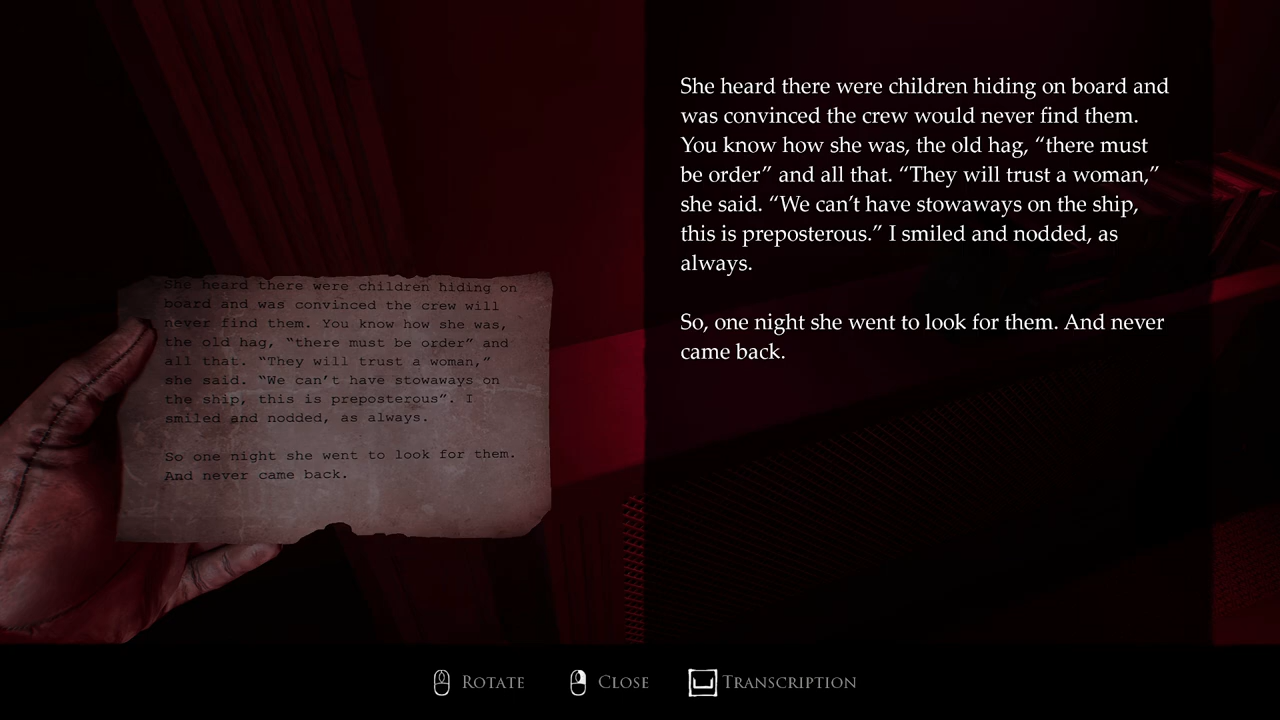 She heard there were children hiding on
board and was convinced the crew will
never find them. You know how she was,
the old hag, “there must be order” and
all that. “They will trust a woman,”
she said. “We can’t have stowaways on
the ship, this is preposterous”. I
smiled and nodded, as always.
So one night she went to look for them.
And never came back.
She heard there were children hiding on board and
was convinced the crew would never find them.
You know how she was, the old hag, “there must
be order” and all that. “They will trust a woman,”
she said. “We can’t have stowaways on the ship,
this is preposterous.” I smiled and nodded, as
always.
So, one night she went to look for them. And never
came back.
Rotate Close Transcription